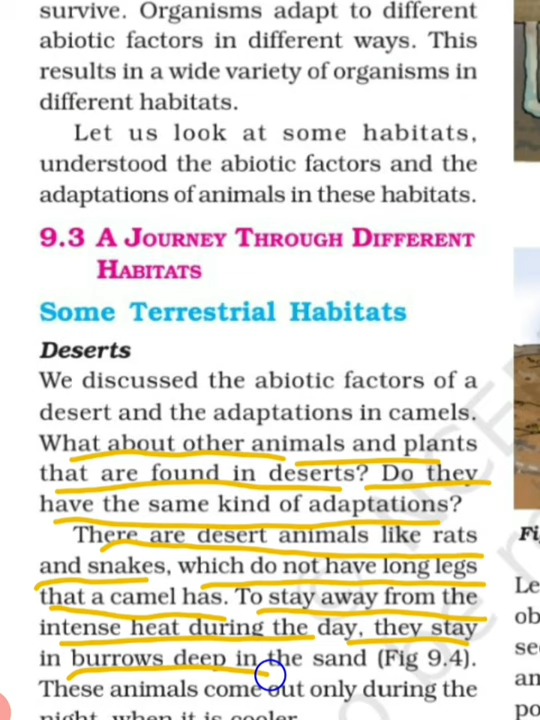 survive. Organisms adapt to different
abiotic factors in different ways. This
results in a wide variety of organisms in
different habitats.
Let us look at some habitats,
understood the abiotic factors and the
adaptations of animals in these habitats.
9.3 A JOURNEY THROUGH DIFFERENT
HABITATS
Some Terrestrial Habitats
Deserts
We discussed the abiotic factors of a
desert and the adaptations in camels.
What about other animals and plants
that are found in deserts? Do they
have the same kind of adaptations?
There are desert animals like rats
and snakes, which do not have long legs
that a camel has. To stay away from the
intense heat during the day, they stay
in burrows deep in the sand (Fig 9.4).
These animals come out only during the
night, when it is cooler.